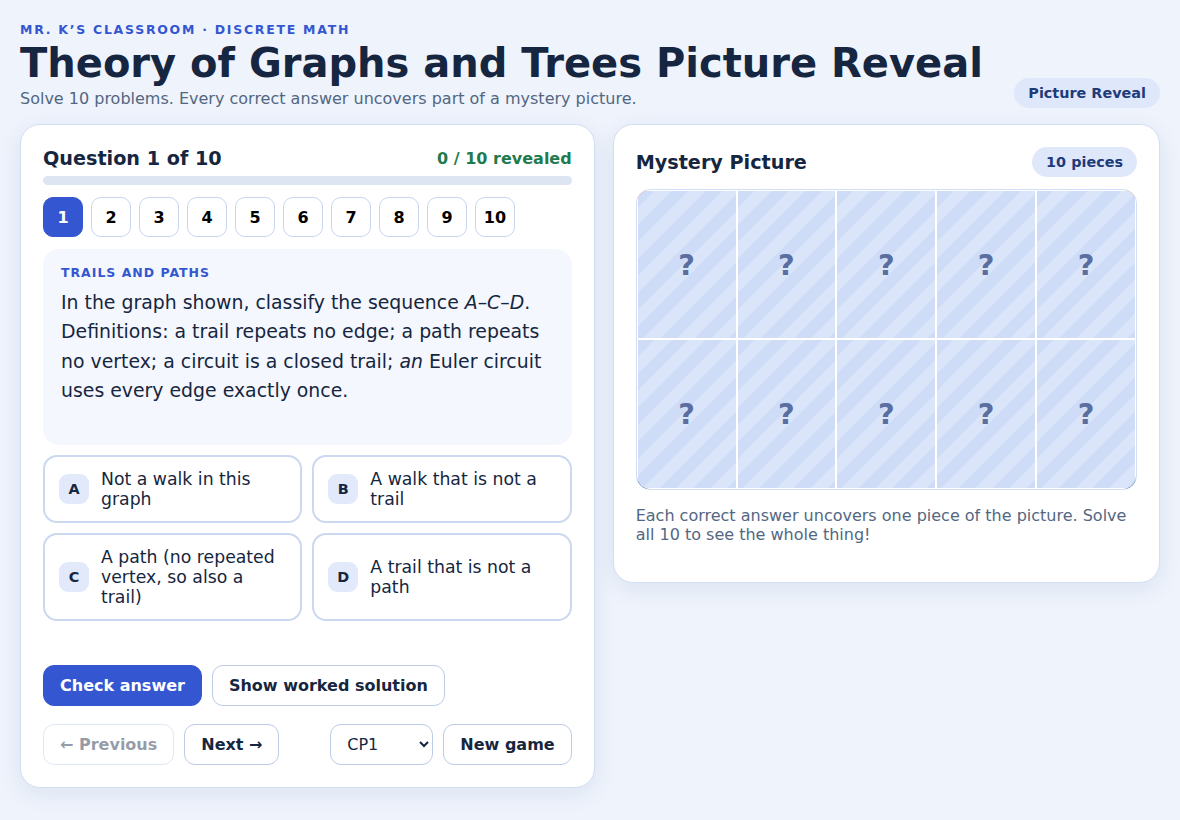 MR. K’S CLASSROOM · DISCRETE MATH
Theory of Graphs and Trees Picture Reveal
Solve 10 problems. Every correct answer uncovers part of a mystery picture.
Picture Reveal
Question 1 of 10
0 / 10 revealed
1 2 3 4 5 6 7 8 9 10
TRAILS AND PATHS
In the graph shown, classify the sequence A–C–D.
Definitions: a trail repeats no edge; a path repeats
no vertex; a circuit is a closed trail; an Euler circuit
uses every edge exactly once.
A
Not a walk in this
graph
B
A walk that is not a
trail
C
A path (no repeated
vertex, so also a
trail)
D
A trail that is not a
path
Check answer
Show worked solution
← Previous
Next →
CP1
New game
Mystery Picture
10 pieces
? ? ? ? ?
? ? ? ? ?
Each correct answer uncovers one piece of the picture. Solve
all 10 to see the whole thing!